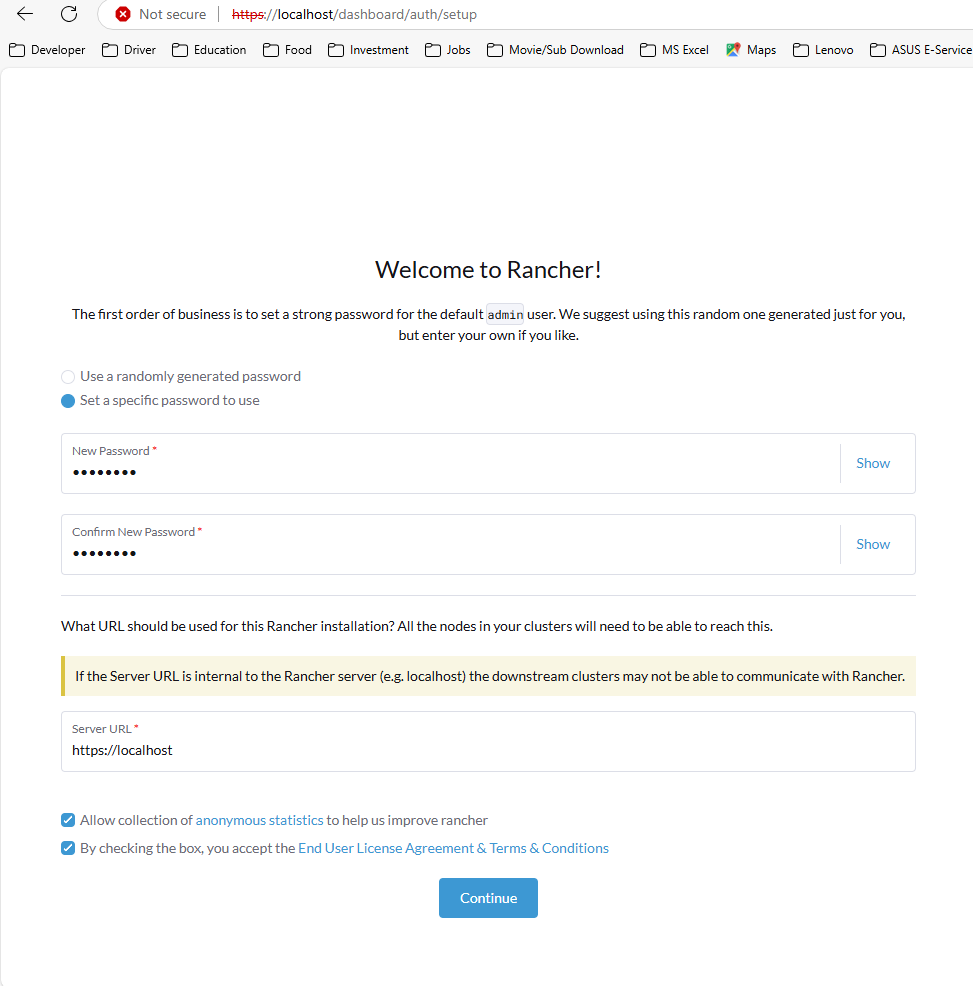 Not secure https://localhost/dashboard/auth/setup
Developer Driver Education Food Investment Jobs Movie/Sub Download MS Excel Maps Lenovo ASUS E-Service
Welcome to Rancher!
The first order of business is to set a strong password for the default admin user. We suggest using this random one generated just for you,
but enter your own if you like.
Use a randomly generated password
Set a specific password to use
New Password *
••••••••
Show
Confirm New Password *
••••••••
Show
What URL should be used for this Rancher installation? All the nodes in your clusters will need to be able to reach this.
If the Server URL is internal to the Rancher server (e.g. localhost) the downstream clusters may not be able to communicate with Rancher.
Server URL *
https://localhost
Allow collection of anonymous statistics to help us improve rancher
By checking the box, you accept the End User License Agreement & Terms & Conditions
Continue